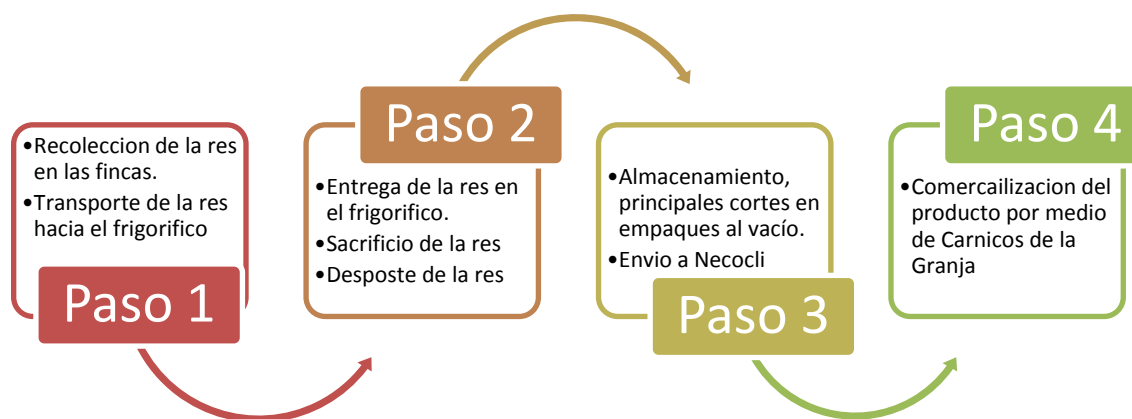 •Recoleccion de la res
en las fincas.
•Transporte de la res
hacia el frigorifico
Paso 1
Paso 2
•Entrega de la res en
el frigorifico.
•Sacrificio de la res
•Desposte de la res
•Almacenamiento,
principales cortes en
empaques al vacío.
•Envio a Necocli
Paso 3
Paso 4
•Comercailizacion del
producto por medio
de Carnicos de la
Granja